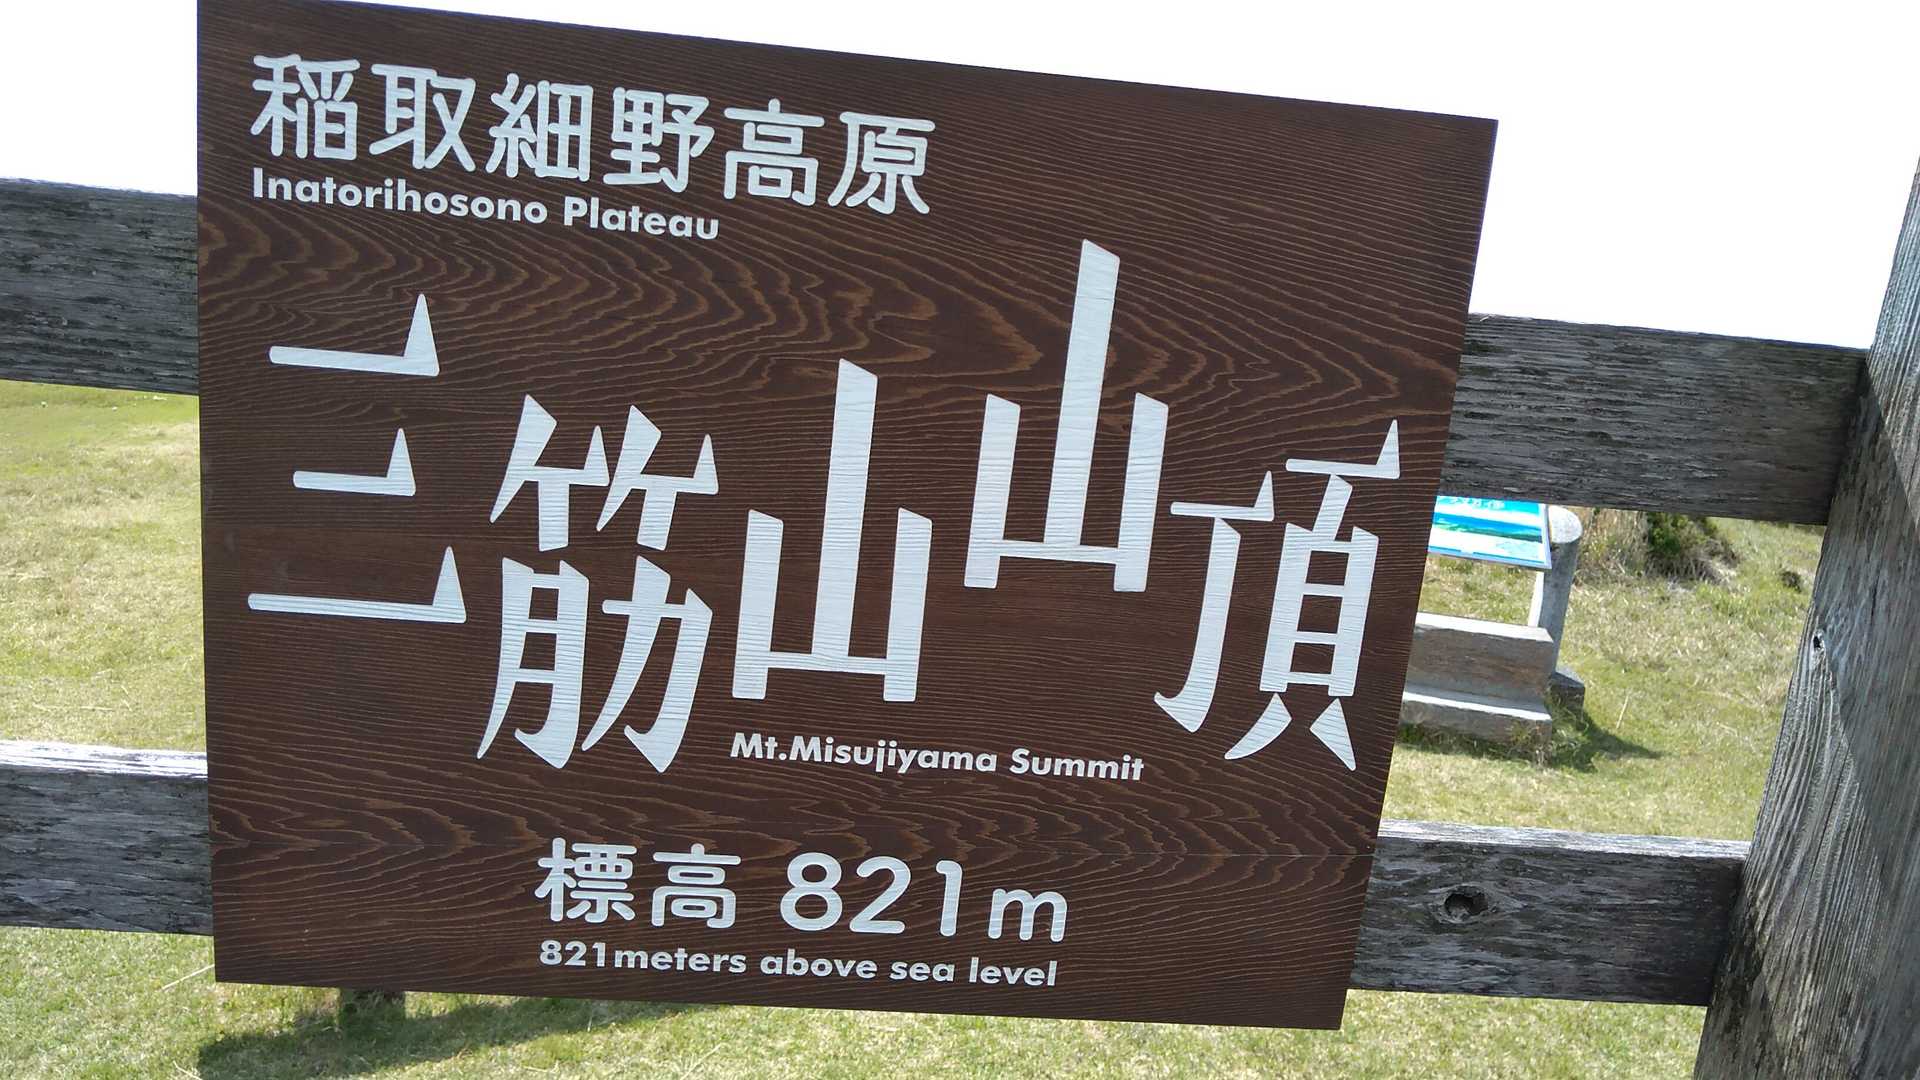 稲取細野高原
Inatorihosono Plateau
三筋山山頂
Mt.Misujiyama Summit
標高 821m
821meters above sea level